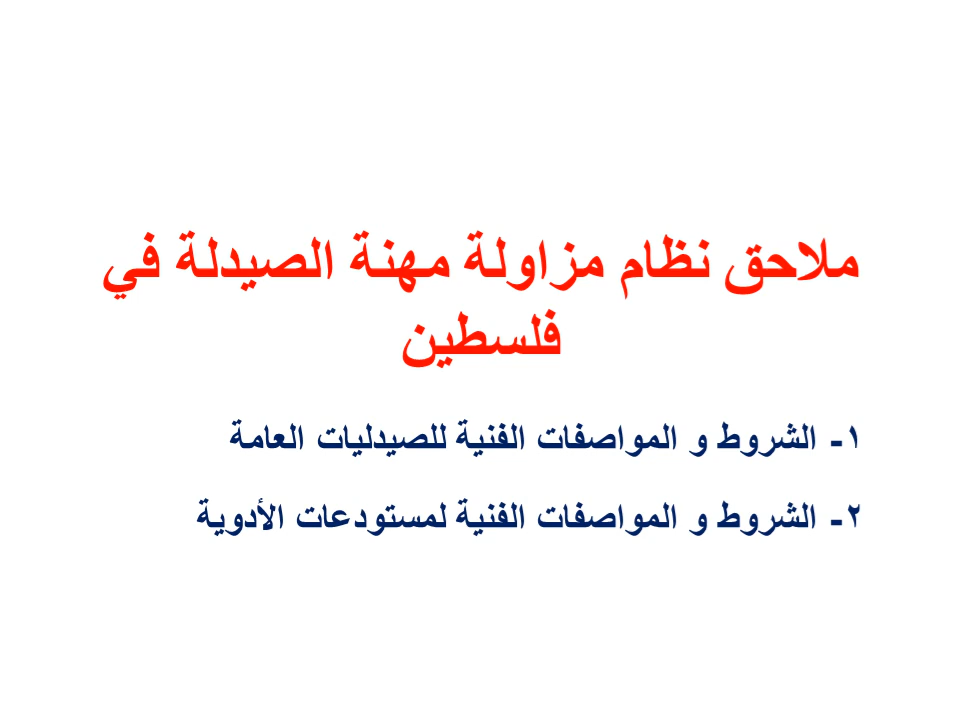 ملاحق نظام مزاولة مهنة الصيدلة في
فلسطين
١- الشروط و المواصفات الفنية للصيدليات العامة
٢- الشروط و المواصفات الفنية لمستودعات الأدوية